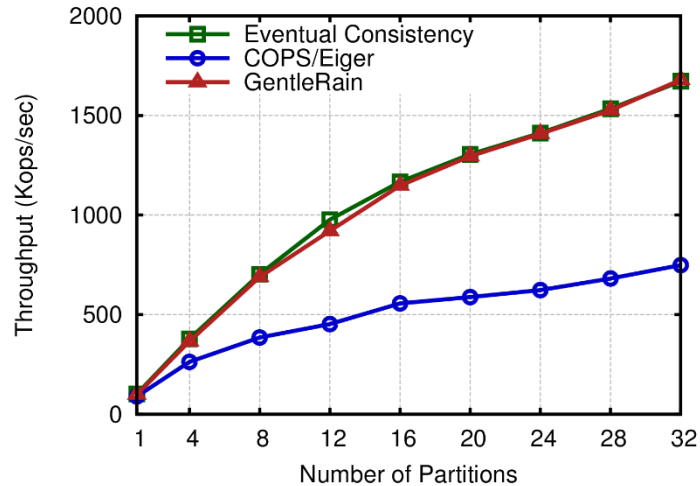 Eventual Consistency
COPS/Eiger
GentleRain
2000
1500
1000
500
0
Throughput (Kops/sec)
1 4 8 12 16 20 24 28 32
Number of Partitions